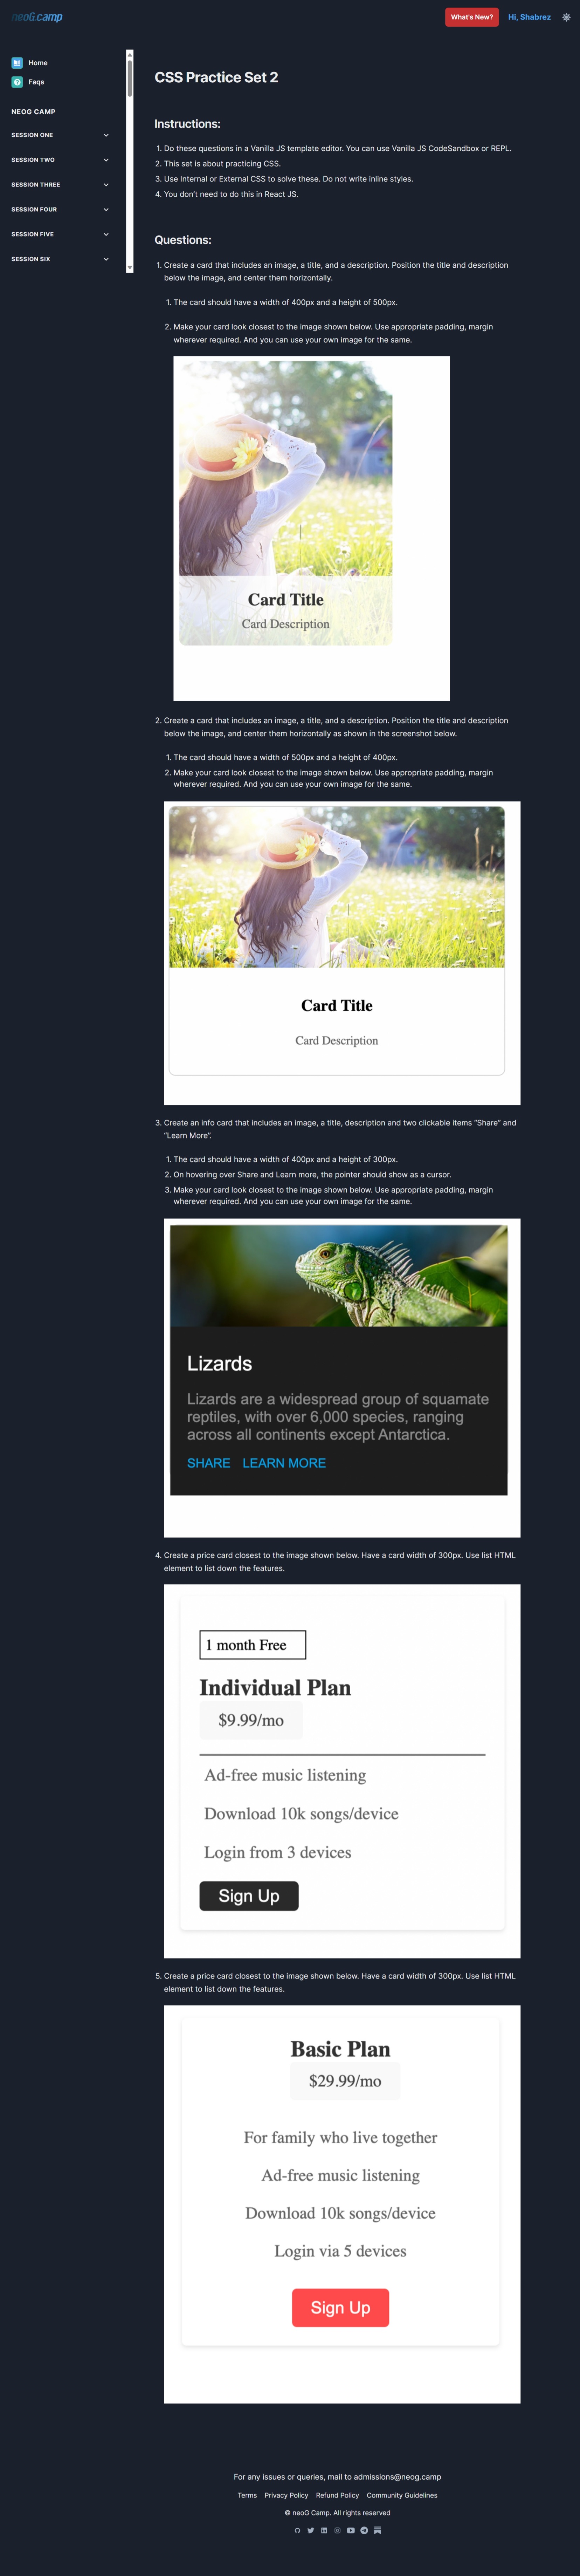 neoG.camp
What's New?
Hi, Shabrez
Home
Faqs
NEOG CAMP
SESSION ONE
SESSION TWO
SESSION THREE
SESSION FOUR
SESSION FIVE
SESSION SIX
CSS Practice Set 2
Instructions:
1. Do these questions in a Vanilla JS template editor. You can use Vanilla JS CodeSandbox or REPL.
2. This set is about practicing CSS.
3. Use Internal or External CSS to solve these. Do not write inline styles.
4. You don't need to do this in React JS.
Questions:
1. Create a card that includes an image, a title, and a description. Position the title and description
below the image, and center them horizontally.
1. The card should have a width of 400px and a height of 500px.
2. Make your card look closest to the image shown below. Use appropriate padding, margin
wherever required. And you can use your own image for the same.
Card Title
Card Description
2. Create a card that includes an image, a title, and a description. Position the title and description
below the image, and center them horizontally as shown in the screenshot below.
1. The card should have a width of 500px and a height of 400px.
2. Make your card look closest to the image shown below. Use appropriate padding, margin
wherever required. And you can use your own image for the same.
Card Title
Card Description
3. Create an info card that includes an image, a title, description and two clickable items “Share” and
“Learn More”.
1. The card should have a width of 400px and a height of 300px.
2. On hovering over Share and Learn more, the pointer should show as a cursor.
3. Make your card look closest to the image shown below. Use appropriate padding, margin
wherever required. And you can use your own image for the same.
Lizards
Lizards are a widespread group of squamate
reptiles, with over 6,000 species, ranging
across all continents except Antarctica.
SHARE LEARN MORE
4. Create a price card closest to the image shown below. Have a card width of 300px. Use list HTML
element to list down the features.
1 month Free
Individual Plan
$9.99/mo
Ad-free music listening
Download 10k songs/device
Login from 3 devices
Sign Up
5. Create a price card closest to the image shown below. Have a card width of 300px. Use list HTML
element to list down the features.
Basic Plan
$29.99/mo
For family who live together
Ad-free music listening
Download 10k songs/device
Login via 5 devices
Sign Up
For any issues or queries, mail to admissions@neog.camp
Terms Privacy Policy Refund Policy Community Guidelines
© neoG Camp. All rights reserved